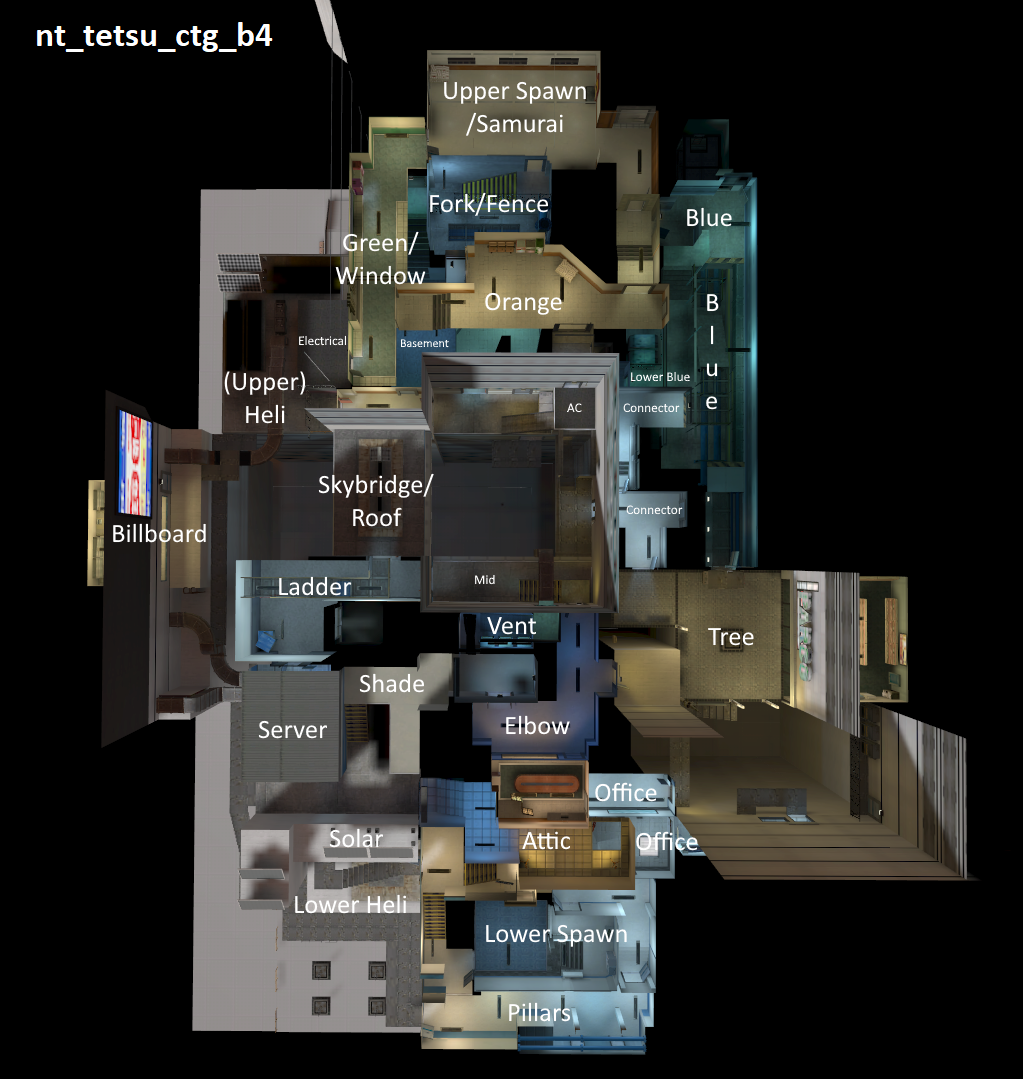 nt_tetsu_ctg_b4
Upper Spawn
/Samurai
Fork/Fence
Blue
Green/
Window
Orange
B
l
u
e
Electrical
Basement
(Upper)
Heli
Lower Blue
AC
Connector
Skybridge/
Roof
Connector
Billboard
Mid
Ladder
Vent
Tree
Shade
Server
Elbow
Office
Solar
Attic
Office
Lower Heli
Lower Spawn
Pillars